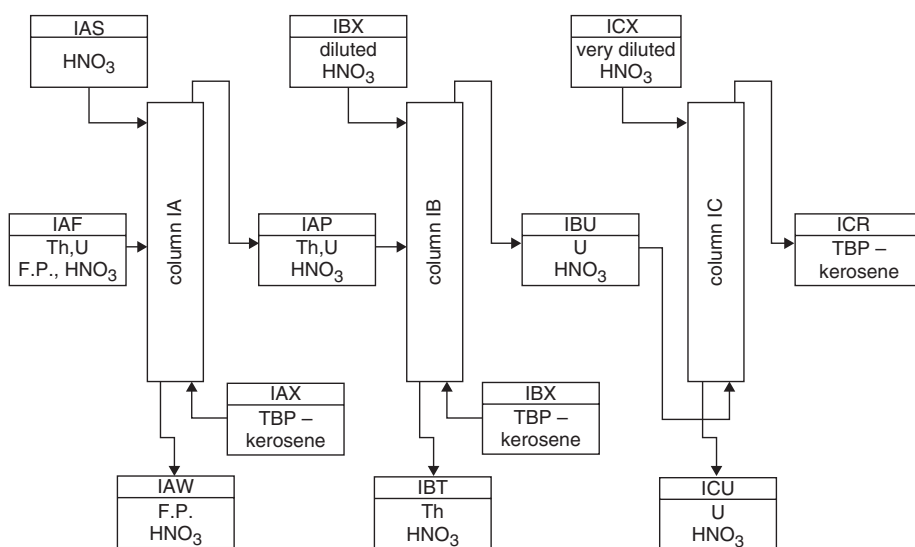 IAS
HNO₃
IBX
diluted
HNO₃
ICX
very diluted
HNO₃
column IA
column IB
column IC
IAF
Th,U
F.P., HNO₃
IAP
Th,U
HNO₃
IBU
U
HNO₃
ICR
TBP –
kerosene
IAX
TBP –
kerosene
IBX
TBP –
kerosene
IAW
F.P.
HNO₃
IBT
Th
HNO₃
ICU
U
HNO₃